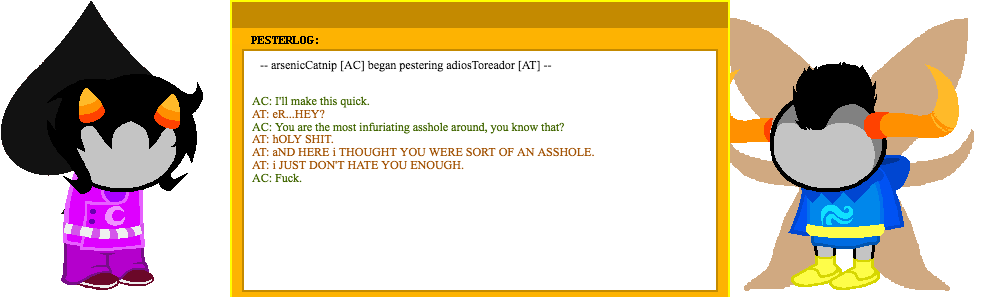 PESTERLOG:
-- arsenicCatnip [AC] began pestering adiosToreador [AT] --
AC: I'll make this quick.
AT: eR...HEY?
AC: You are the most infuriating asshole around, you know that?
AT: hOLY SHIT.
AT: aND HERE i THOUGHT YOU WERE SORT OF AN ASSHOLE.
AT: i JUST DON'T HATE YOU ENOUGH.
AC: Fuck.